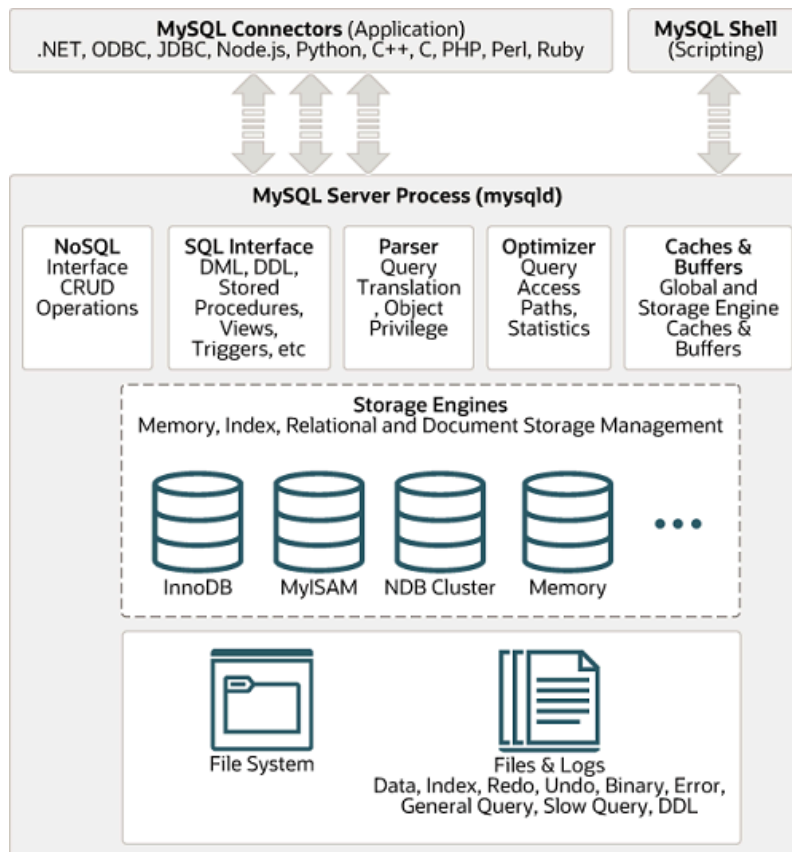 MySQL Connectors (Application)
.NET, ODBC, JDBC, Node.js, Python, C++, C, PHP, Perl, Ruby
MySQL Shell
(Scripting)
MySQL Server Process (mysqld)
NoSQL
Interface
CRUD
Operations
SQL Interface
DML, DDL,
Stored
Procedures,
Views,
Triggers, etc
Parser
Query
Translation
, Object
Privilege
Optimizer
Query
Access
Paths,
Statistics
Caches &
Buffers
Global and
Storage Engine
Caches &
Buffers
Storage Engines
Memory, Index, Relational and Document Storage Management
InnoDB
MyISAM
NDB Cluster
Memory
File System
Files & Logs
Data, Index, Redo, Undo, Binary, Error,
General Query, Slow Query, DDL